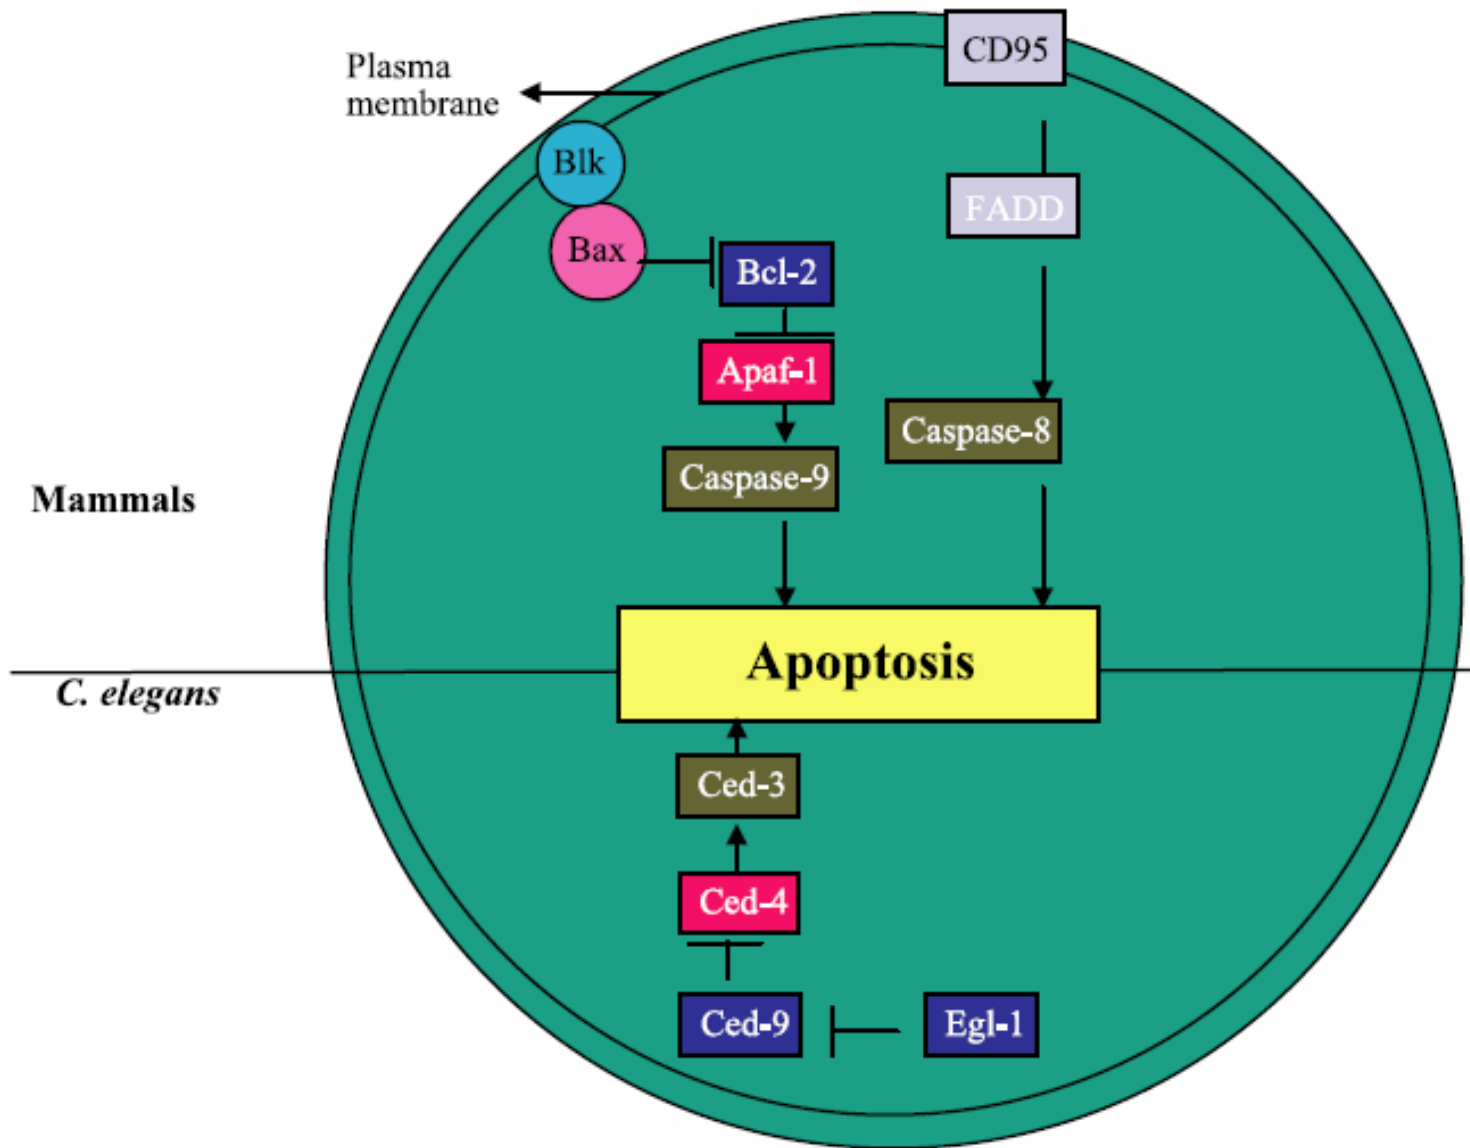 CD95
Plasma
membrane
Blk
FADD
Bax
Bcl-2
Apaf-1
Caspase-8
Caspase-9
Mammals
Apoptosis
C. elegans
Ced-3
Ced-4
Ced-9
Egl-1